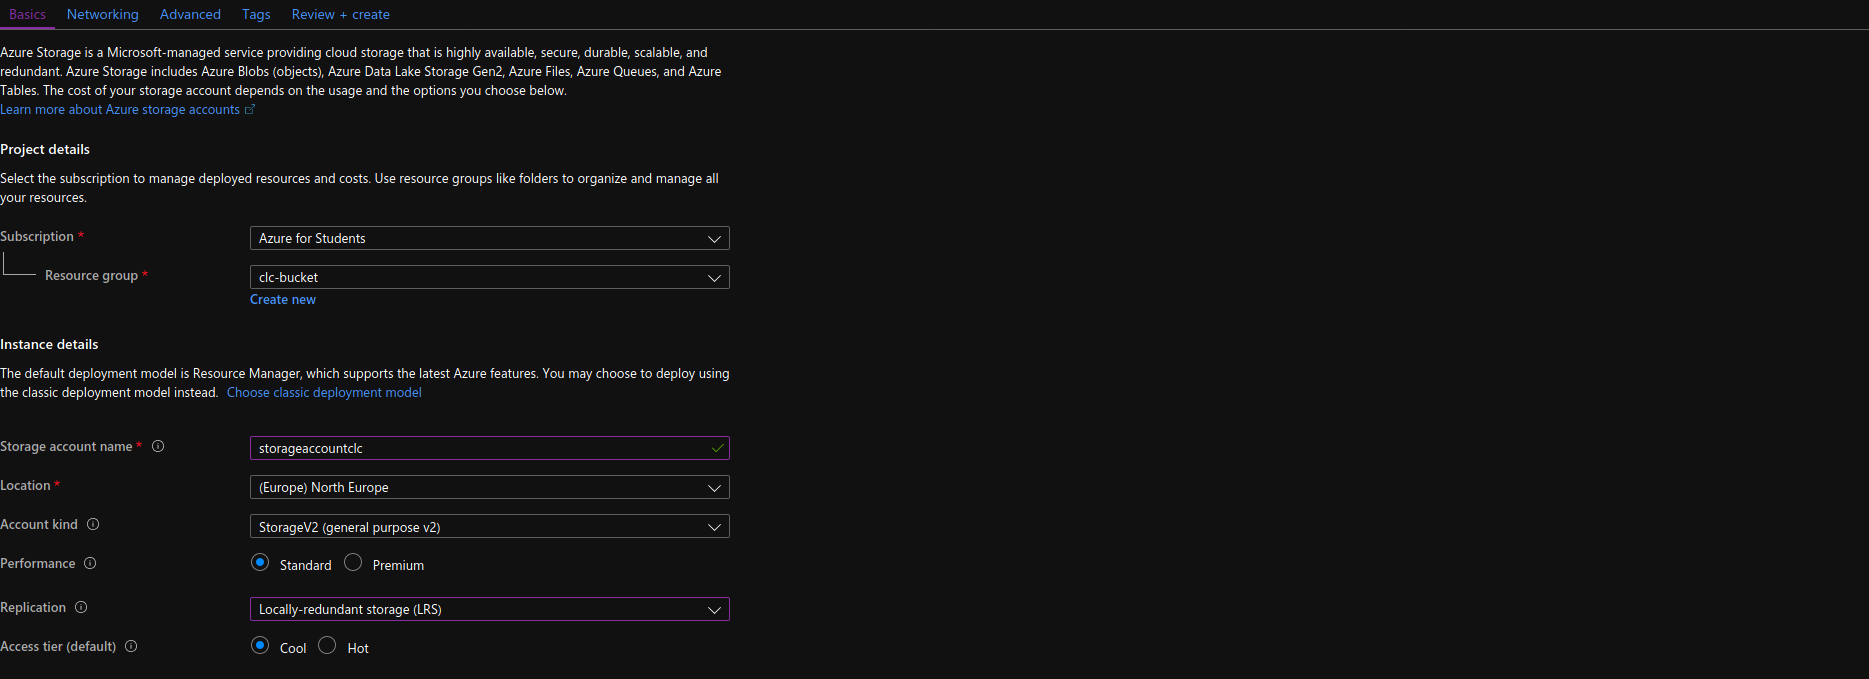 Basics Networking Advanced Tags Review + create
Azure Storage is a Microsoft-managed service providing cloud storage that is highly available, secure, durable, scalable, and
redundant. Azure Storage includes Azure Blobs (objects), Azure Data Lake Storage Gen2, Azure Files, Azure Queues, and Azure
Tables. The cost of your storage account depends on the usage and the options you choose below.
Learn more about Azure storage accounts
Project details
Select the subscription to manage deployed resources and costs. Use resource groups like folders to organize and manage all
your resources.
Subscription * Azure for Students
Resource group * clc-bucket
Create new
Instance details
The default deployment model is Resource Manager, which supports the latest Azure features. You may choose to deploy using
the classic deployment model instead. Choose classic deployment model
Storage account name * storageaccountclc
Location * (Europe) North Europe
Account kind StorageV2 (general purpose v2)
Performance Standard Premium
Replication Locally-redundant storage (LRS)
Access tier (default) Cool Hot